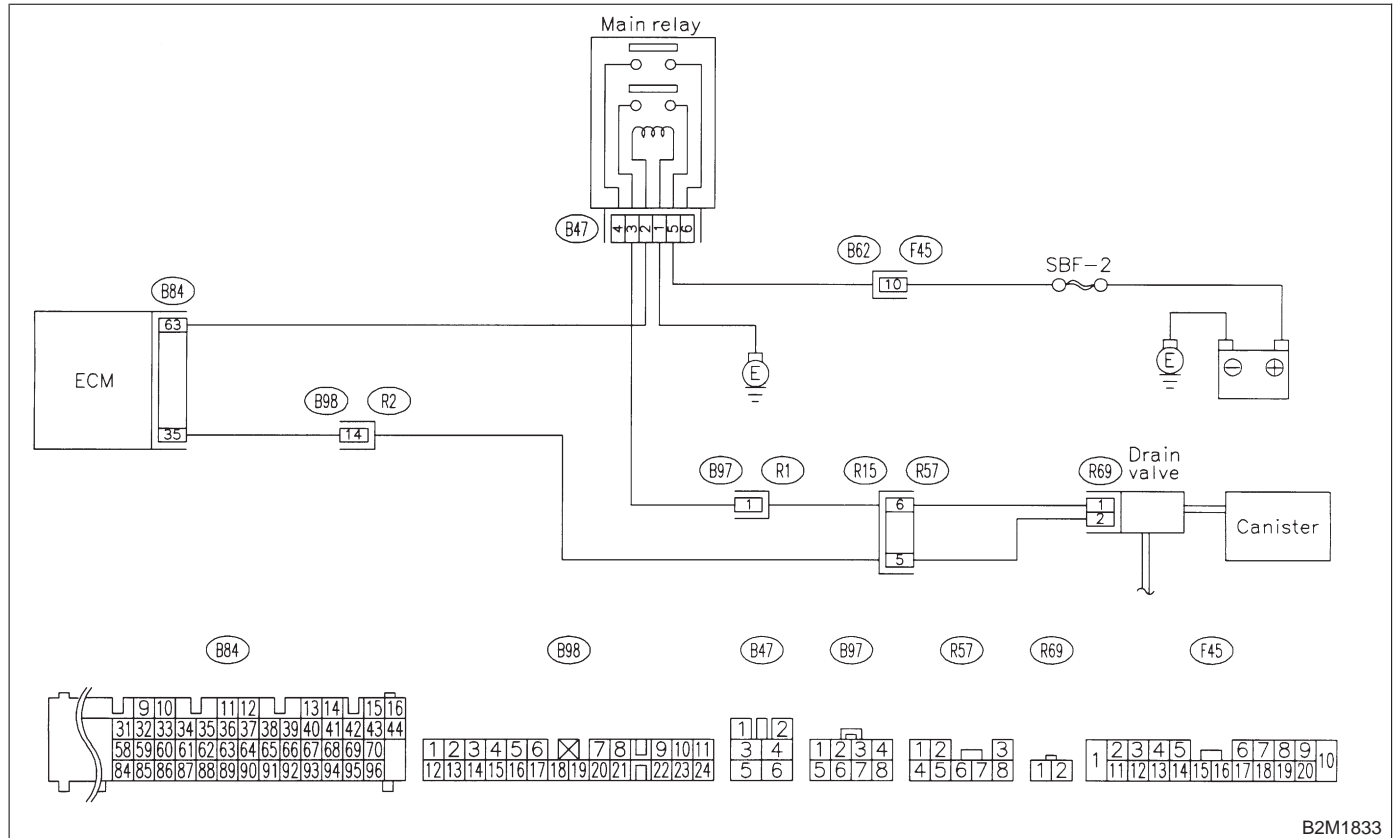 Main relay
B47
4 3 2 1 5 6
B62 F45
SBF-2
10
B84
63
E
E
⊖ ⊕
ECM
B98 R2
35
14
B97 R1 R15 R57 R69 Drain valve
1
6
1
2
Canister
5
B84 B98 B47 B97 R57 R69 F45
9 10 11 12 13 14 15 16
31 32 33 34 35 36 37 38 39 40 41 42 43 44
58 59 60 61 62 63 64 65 66 67 68 69 70
84 85 86 87 88 89 90 91 92 93 94 95 96
1 2 3 4 5 6 7 8 9 10 11
12 13 14 15 16 17 18 19 20 21 22 23 24
1 2
3 4
5 6
1 2 3 4
5 6 7 8
1 2 3
4 5 6 7 8
1 2
1 2 3 4 5 6 7 8 9 10
11 12 13 14 15 16 17 18 19 20
B2M1833